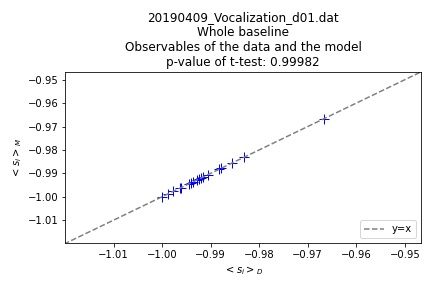 20190409_Vocalization_d01.dat
Whole baseline
Observables of the data and the model
p-value of t-test: 0.99982
−0.95
−0.96
−0.97
−0.98
−0.99
−1.00
−1.01
< s_i >_M
y=x
−1.01
−1.00
−0.99
−0.98
−0.97
−0.96
−0.95
< s_i >_D